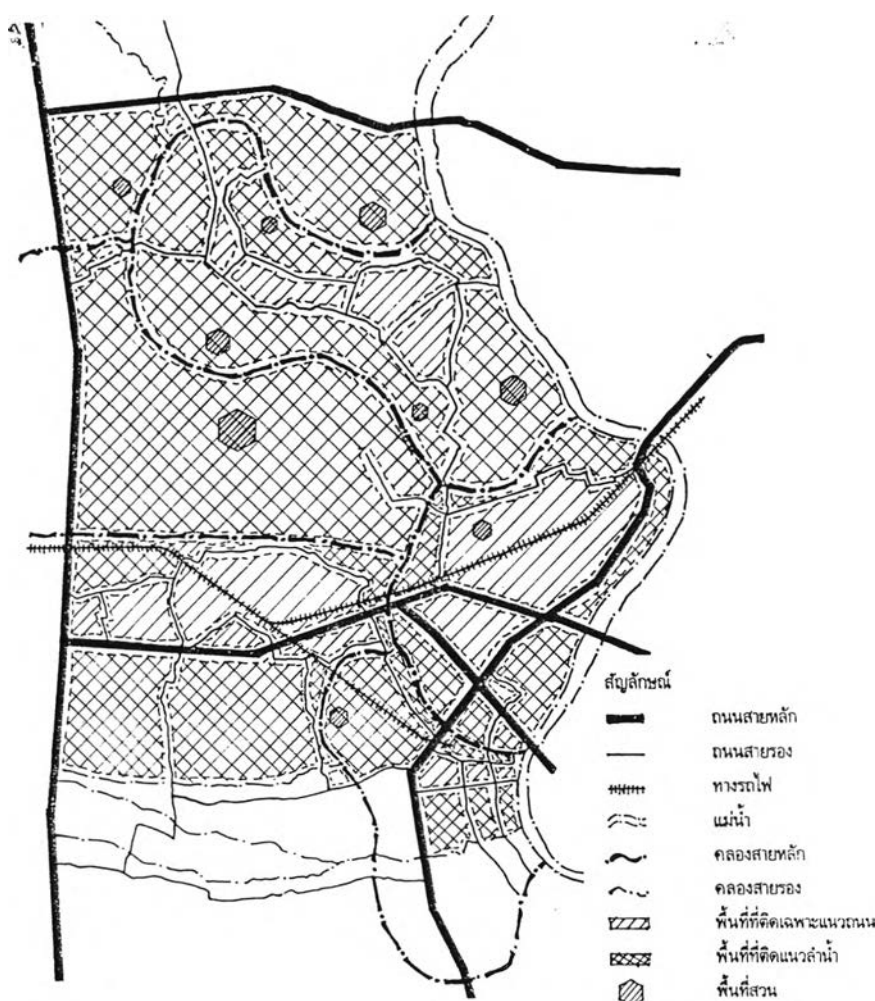 สัญลักษณ์
ถนนสายหลัก
ถนนสายรอง
ทางรถไฟ
แม่น้ำ
คลองสายหลัก
คลองสายรอง
พื้นที่ที่ติดเฉพาะแนวถนน
พื้นที่ที่ติดแนวลำน้ำ
พื้นที่สวน